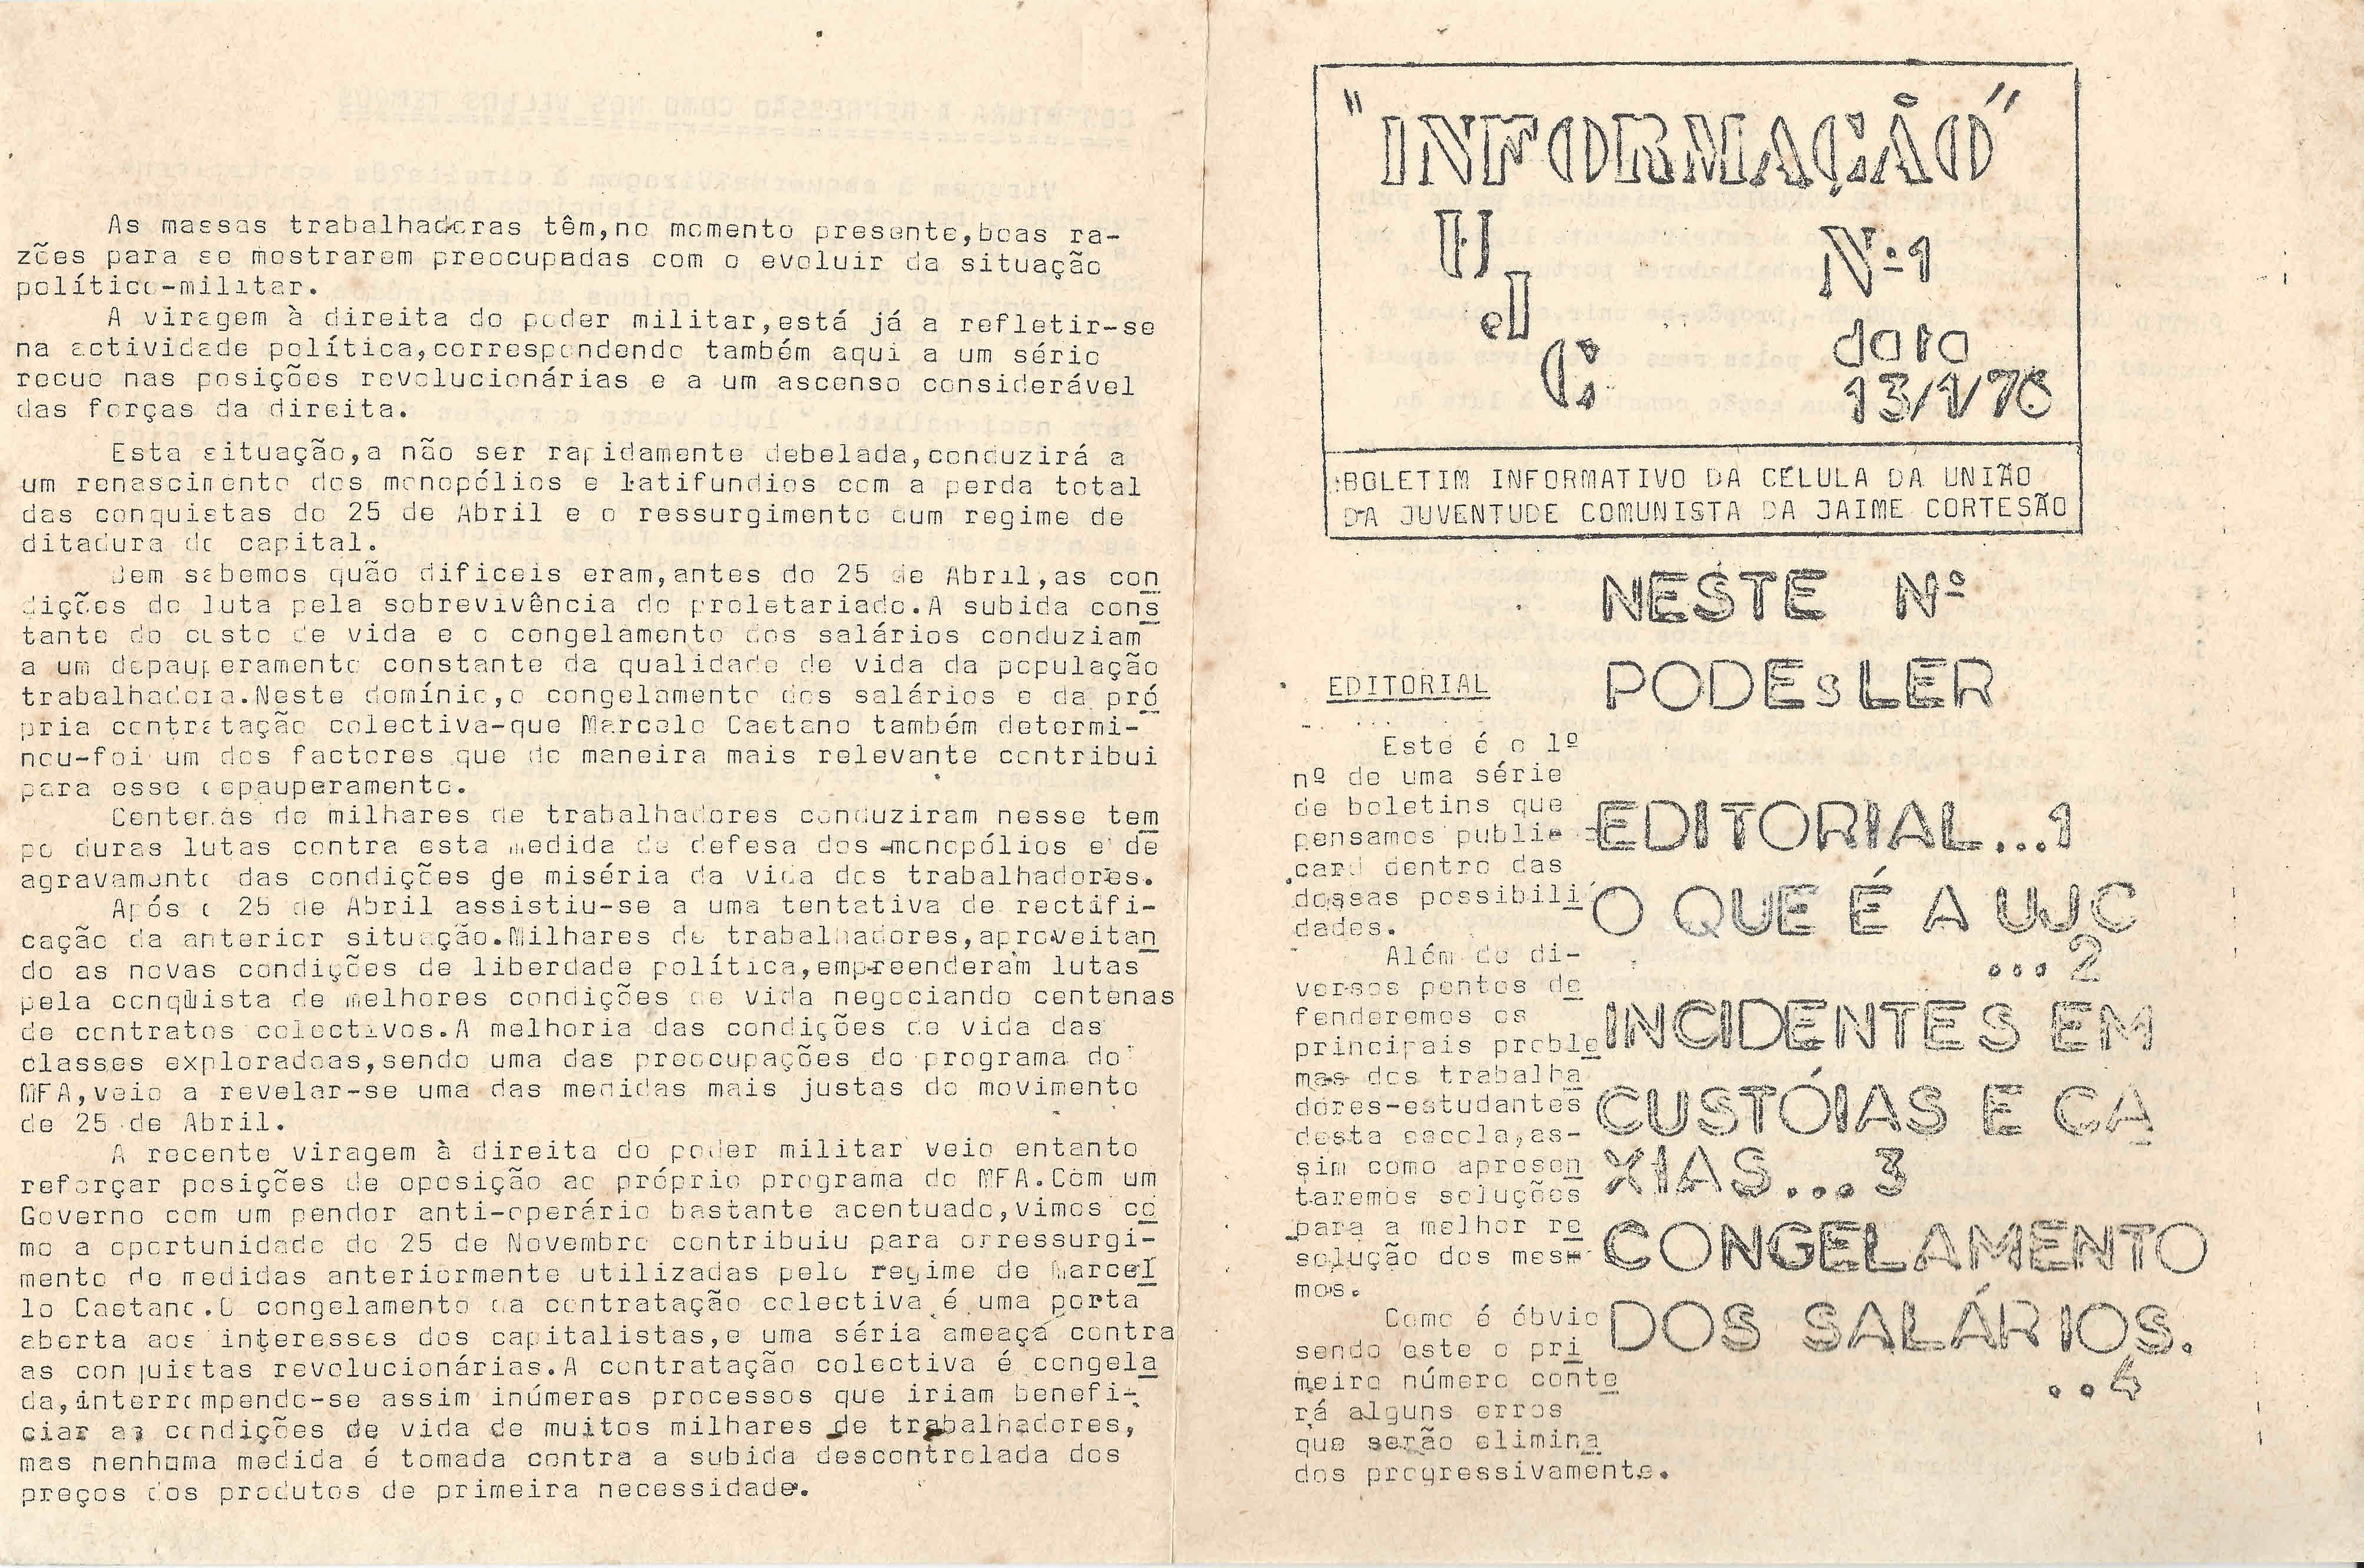 As massas trabalhadoras têm,no momento presente,boas ra-
zões para se mostrarem preocupadas com o evoluir da situação
político-militar.
A viragem à direita do poder militar,está já a refletir-se
na actividade política,correspondendo também aqui a um sério
recuo nas posições revolucionárias e a um ascenso considerável
das forças da direita.
Esta situação,a não ser rapidamente debelada,conduzirá a
um renascimento dos monopólios e latifundios com a perda total
das conquistas do 25 de Abril e o ressurgimento dum regime de
ditadura do capital.
Bem sabemos quão dificeis eram,antes do 25 de Abril,as con
dições de luta pela sobrevivência do proletariado.A subida cons
tante do custo de vida e o congelamento dos salários conduziam
a um depauperamento constante da qualidade de vida da população
trabalhadora.Neste domínio,o congelamento dos salários e da pró
pria contratação colectiva-que Marcelo Caetano também determi-
nou-foi um dos factores que de maneira mais relevante contribui
para esse depauperamento.
Centenas de milhares de trabalhadores conduziram nesse tem
po duras lutas contra esta medida de defesa dos monopólios e de
agravamento das condições de miséria da vida dos trabalhadores.
Após o 25 de Abril assistiu-se a uma tentativa de rectifi-
cação da anterior situação.Milhares de trabalhadores,aproveitan
do as novas condições de liberdade política,empreenderam lutas
pela conquista de melhores condições de vida negociando centenas
de contratos colectivos.A melhoria das condições de vida das
classes exploradoas,sendo uma das preocupações do programa do
MFA,veio a revelar-se uma das medidas mais justas do movimento
de 25 de Abril.
A recente viragem à direita do poder militar veio entanto
reforçar posições de oposição ao próprio programa do MFA.Com um
Governo com um pendor anti-operário bastante acentuado,vimos co
mo a oportunidade do 25 de Novembro contribuiu para orressurgi-
mento de medidas anteriormente utilizadas pelo regime de Marcel
lo Caetano.O congelamento da contratação colectiva é uma porta
aberta aos interesses dos capitalistas,e uma séria ameaça contra
as conquistas revolucionárias.A contratação colectiva é congela
da,interrompendo-se assim inúmeros processos que iriam benefi-
ciar as condições de vida de muitos milhares de trabalhadores,
mas nenhuma medida é tomada contra a subida descontrolada dos
preços dos produtos de primeira necessidade.
"INFORMAÇÃO"
UJC
Nº1
data
13/1/76
BOLETIM INFORMATIVO DA CÉLULA DA UNIÃO
DA JUVENTUDE COMUNISTA DA JAIME CORTESÃO
EDITORIAL
Este é o 1º
nº de uma série
de boletins que
pensamos publi
card dentro das
possibili
dades.
Além de di-
versos pontos de
fenderemos os
principais proble
mas dos trabalha
dores-estudantes
desta escola,as-
sim como apresen
taremos soluções
para a melhor re
solução dos mes
mos.
Como é óbvio
sendo este o pri
meiro número conte
rá alguns erros
que serão elimina
dos progressivamente.
NESTE Nº
PODEs LER
EDITORIAL...1
O QUE É A UJC
...2
INCIDENTES EM
CUSTÓIAS E CA
XIAS...3
CONGELAMENTO
DOS SALÁRIOS.
..4